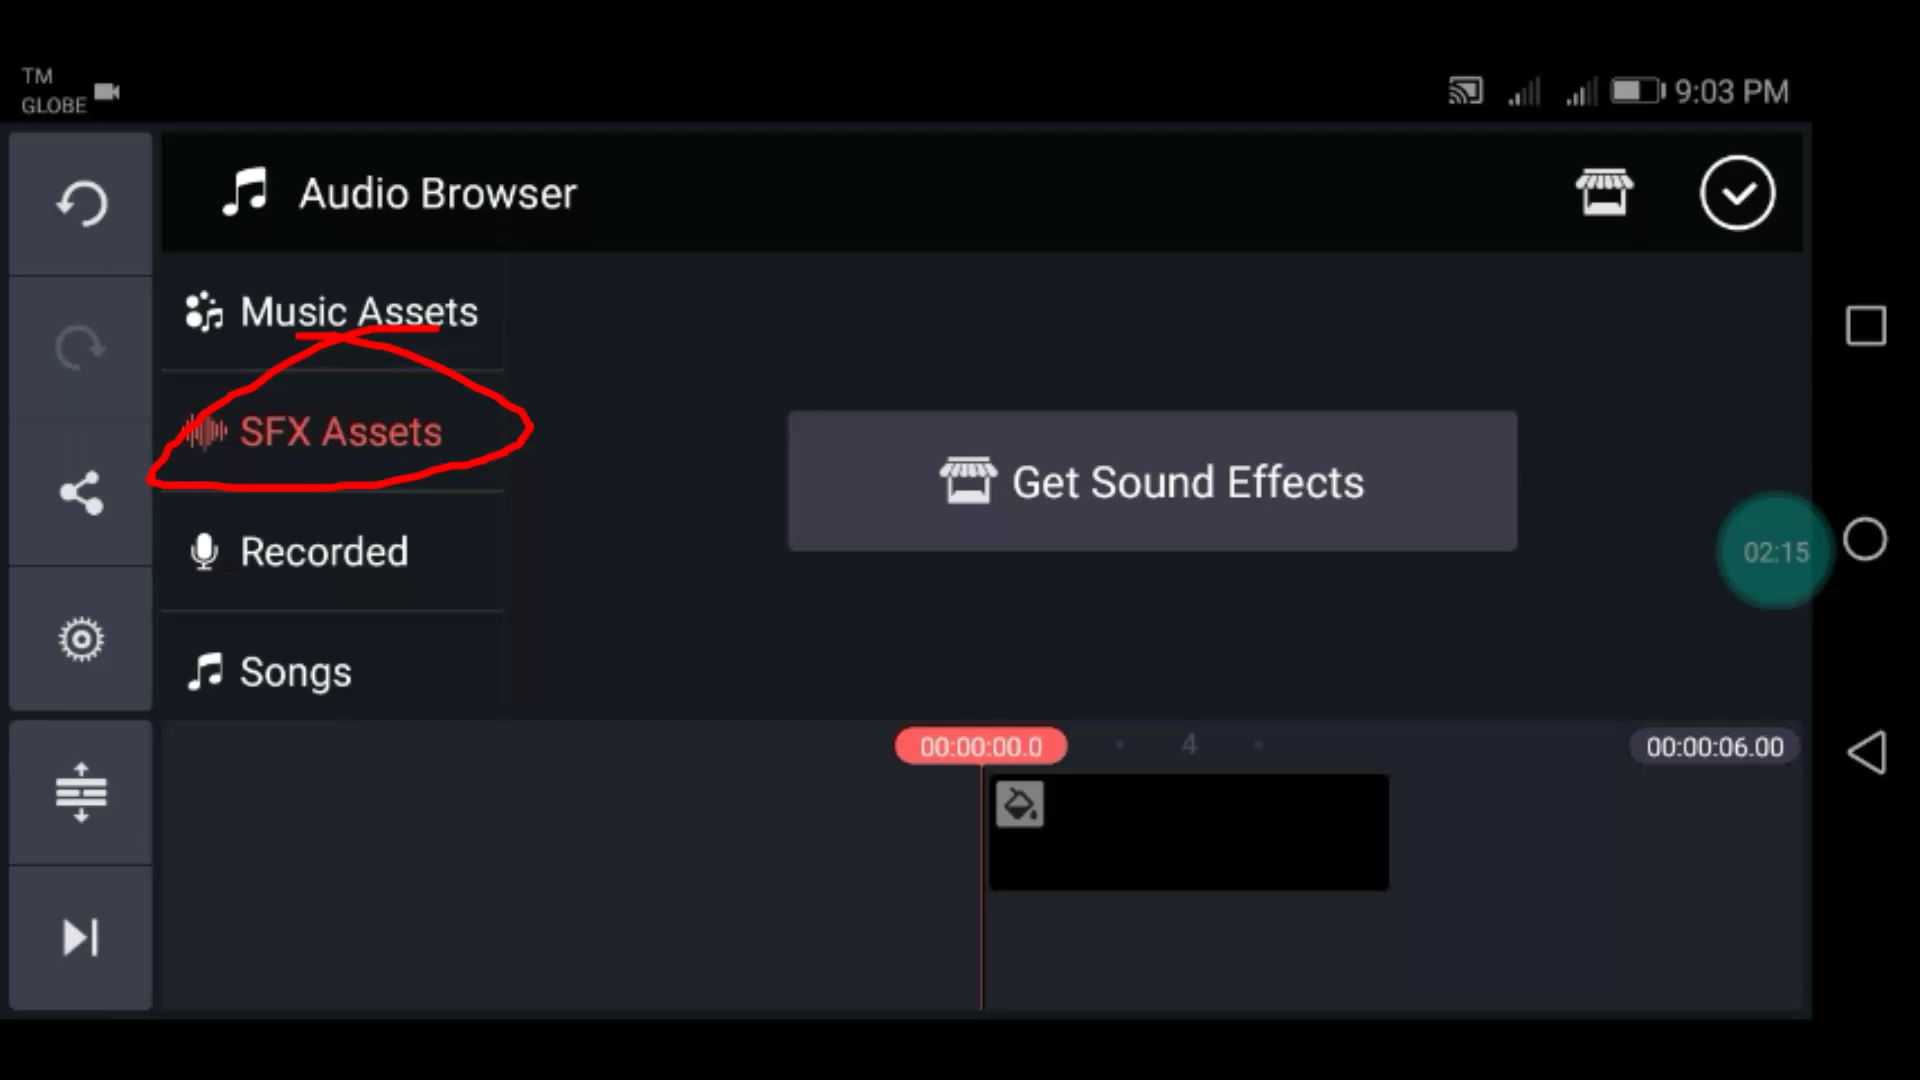 TM
GLOBE
9:03 PM
Audio Browser
Music Assets
SFX Assets
Get Sound Effects
02:15
Recorded
Songs
00:00:00.0
4
00:00:06.00